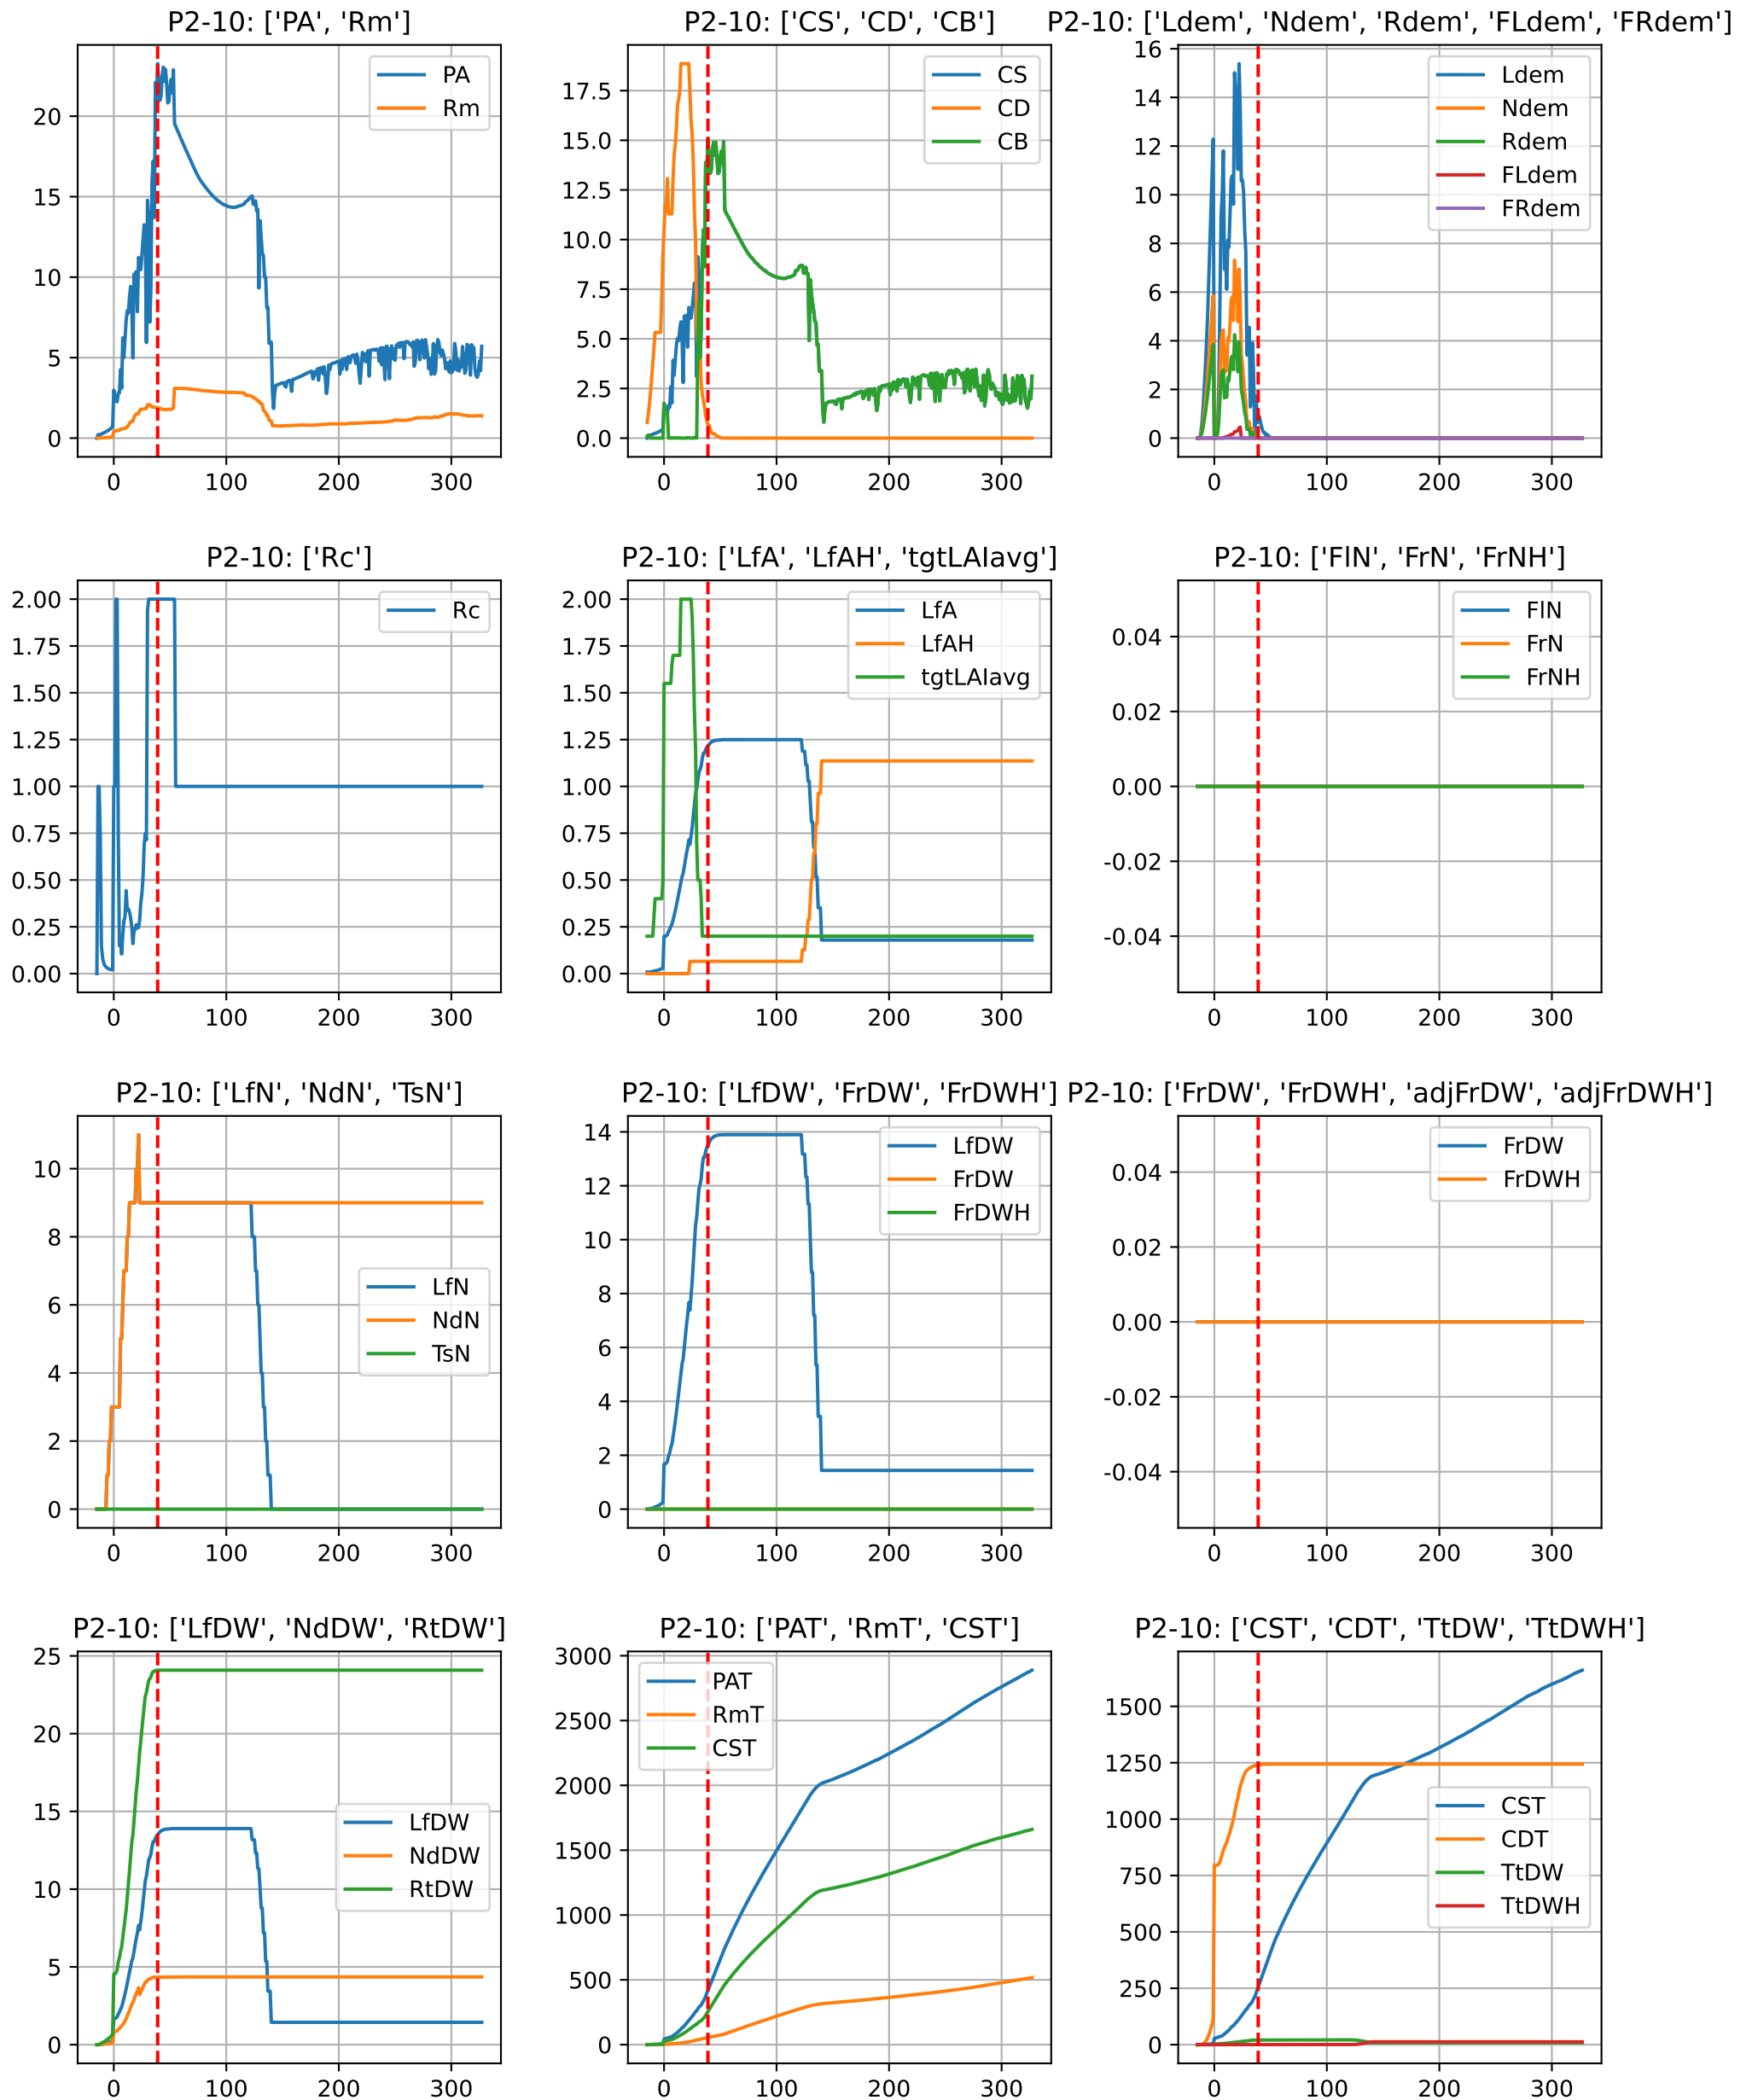 P2-10: ['PA', 'Rm']
PA
Rm
20
15
10
5
0
0 100 200 300
P2-10: ['CS', 'CD', 'CB']
CS
CD
CB
17.5
15.0
12.5
10.0
7.5
5.0
2.5
0.0
0 100 200 300
P2-10: ['Ldem', 'Ndem', 'Rdem', 'FLdem', 'FRdem']
Ldem
Ndem
Rdem
FLdem
FRdem
16
14
12
10
8
6
4
2
0
0 100 200 300
P2-10: ['Rc']
Rc
2.00
1.75
1.50
1.25
1.00
0.75
0.50
0.25
0.00
0 100 200 300
P2-10: ['LfA', 'LfAH', 'tgtLAIavg']
LfA
LfAH
tgtLAIavg
2.00
1.75
1.50
1.25
1.00
0.75
0.50
0.25
0.00
0 100 200 300
P2-10: ['FlN', 'FrN', 'FrNH']
FlN
FrN
FrNH
0.04
0.02
0.00
-0.02
-0.04
0 100 200 300
P2-10: ['LfN', 'NdN', 'TsN']
LfN
NdN
TsN
10
8
6
4
2
0
0 100 200 300
P2-10: ['LfDW', 'FrDW', 'FrDWH']
LfDW
FrDW
FrDWH
14
12
10
8
6
4
2
0
0 100 200 300
P2-10: ['FrDW', 'FrDWH', 'adjFrDW', 'adjFrDWH']
FrDW
FrDWH
0.04
0.02
0.00
-0.02
-0.04
0 100 200 300
P2-10: ['LfDW', 'NdDW', 'RtDW']
LfDW
NdDW
RtDW
25
20
15
10
5
0
0 100 200 300
P2-10: ['PAT', 'RmT', 'CST']
PAT
RmT
CST
3000
2500
2000
1500
1000
500
0
0 100 200 300
P2-10: ['CST', 'CDT', 'TtDW', 'TtDWH']
CST
CDT
TtDW
TtDWH
1500
1250
1000
750
500
250
0
0 100 200 300